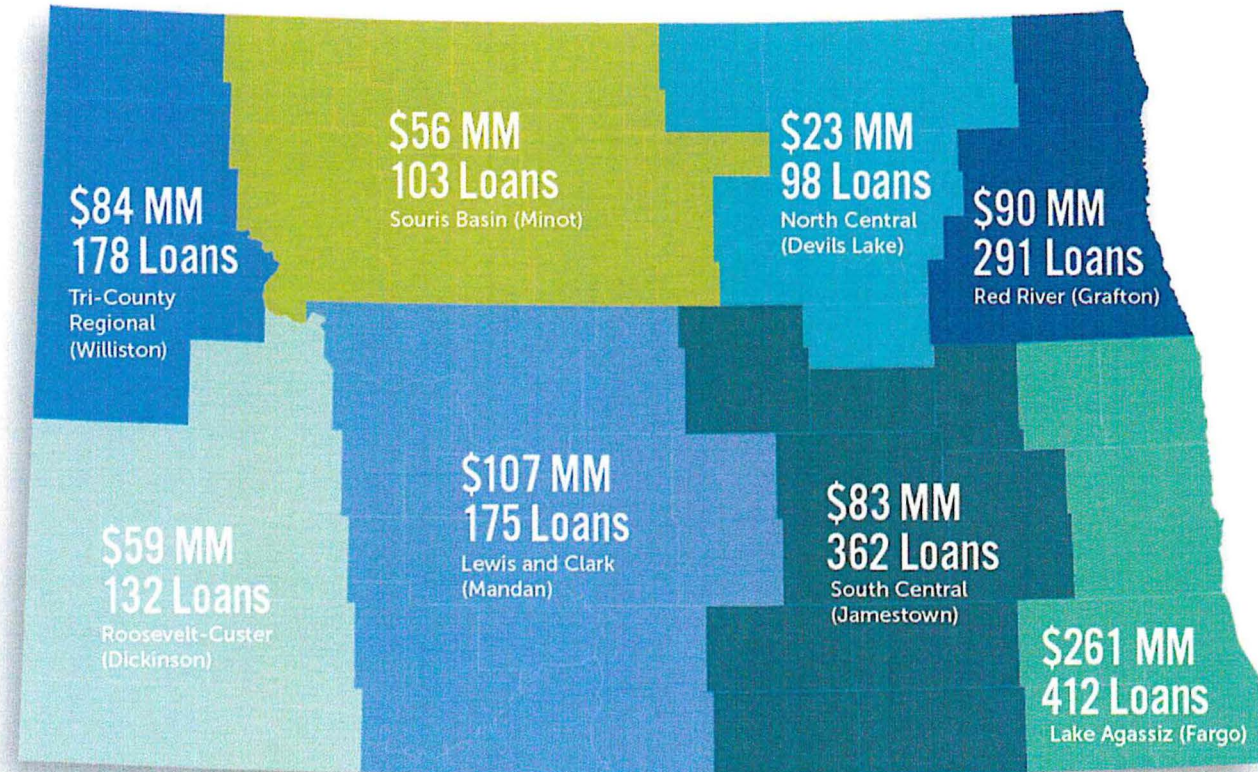 $84 MM
178 Loans
Tri-County
Regional
(Williston)
$56 MM
103 Loans
Souris Basin (Minot)
$23 MM
98 Loans
North Central
(Devils Lake)
$90 MM
291 Loans
Red River (Grafton)
$59 MM
132 Loans
Roosevelt-Custer
(Dickinson)
$107 MM
175 Loans
Lewis and Clark
(Mandan)
$83 MM
362 Loans
South Central
(Jamestown)
$261 MM
412 Loans
Lake Agassiz (Fargo)